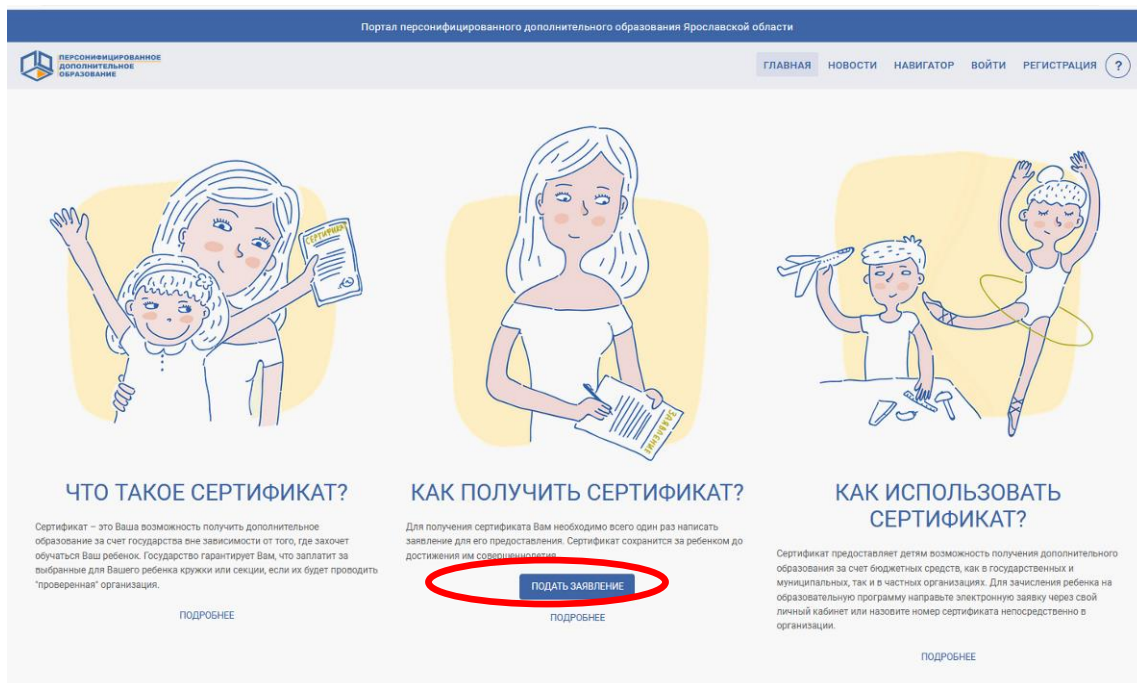 Портал персонифицированного дополнительного образования Ярославской области
ПЕРСОНИФИЦИРОВАННОЕ
ДОПОЛНИТЕЛЬНОЕ
ОБРАЗОВАНИЕ
ГЛАВНАЯ НОВОСТИ НАВИГАТОР ВОЙТИ РЕГИСТРАЦИЯ ?
СЕРТИФИКАТ
ЗАЯВЛЕНИЕ
ЧТО ТАКОЕ СЕРТИФИКАТ?
Сертификат – это Ваша возможность получить дополнительное
образование за счет государства вне зависимости от того, где захочет
обучаться Ваш ребенок. Государство гарантирует Вам, что заплатит за
выбранные для Вашего ребенка кружки или секции, если их будет проводить
"проверенная" организация.
ПОДРОБНЕЕ
КАК ПОЛУЧИТЬ СЕРТИФИКАТ?
Для получения сертификата Вам необходимо всего один раз написать
заявление для его предоставления. Сертификат сохранится за ребенком до
достижения им совершеннолетия.
ПОДАТЬ ЗАЯВЛЕНИЕ
ПОДРОБНЕЕ
КАК ИСПОЛЬЗОВАТЬ
СЕРТИФИКАТ?
Сертификат предоставляет детям возможность получения дополнительного
образования за счет бюджетных средств, как в государственных и
муниципальных, так и в частных организациях. Для зачисления ребенка на
образовательную программу направьте электронную заявку через свой
личный кабинет или назовите номер сертификата непосредственно в
организации.
ПОДРОБНЕЕ